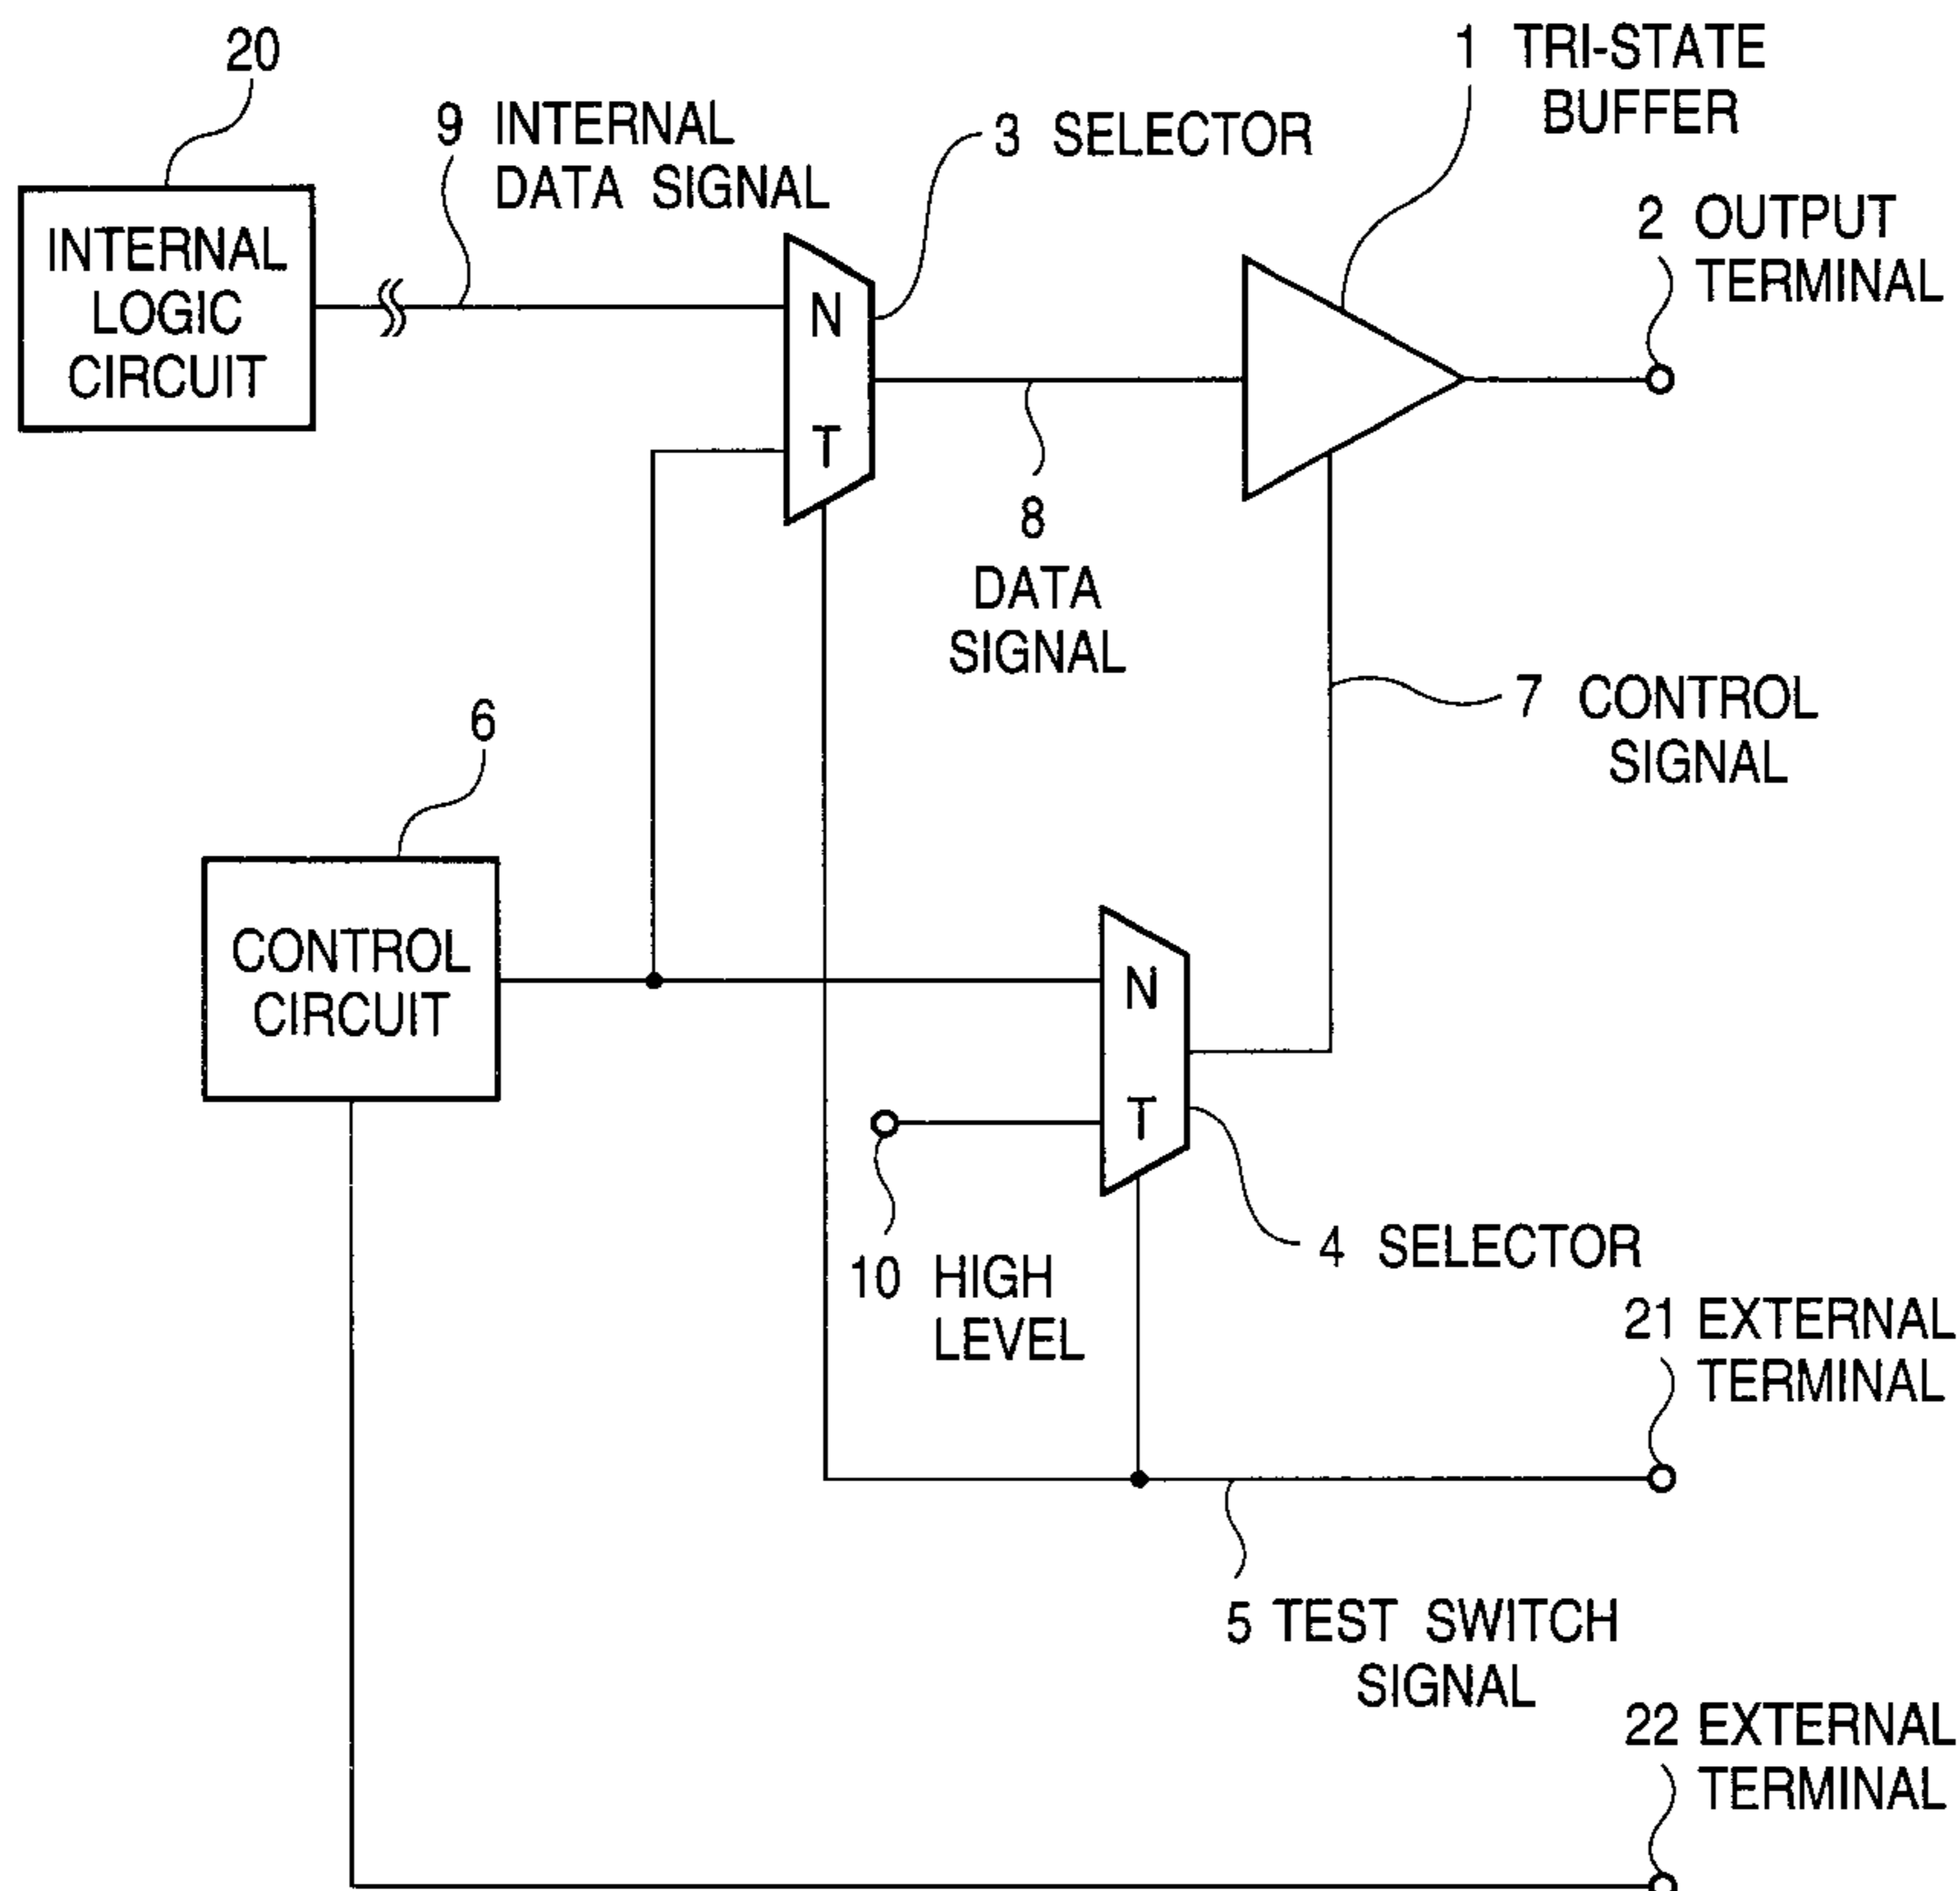 20
1 TRI-STATE
BUFFER
9 INTERNAL
DATA SIGNAL
3 SELECTOR
2 OUTPUT
TERMINAL
INTERNAL
LOGIC
CIRCUIT
N
T
8
DATA
SIGNAL
7 CONTROL
SIGNAL
6
CONTROL
CIRCUIT
N
T
4 SELECTOR
10 HIGH
LEVEL
21 EXTERNAL
TERMINAL
5 TEST SWITCH
SIGNAL
22 EXTERNAL
TERMINAL